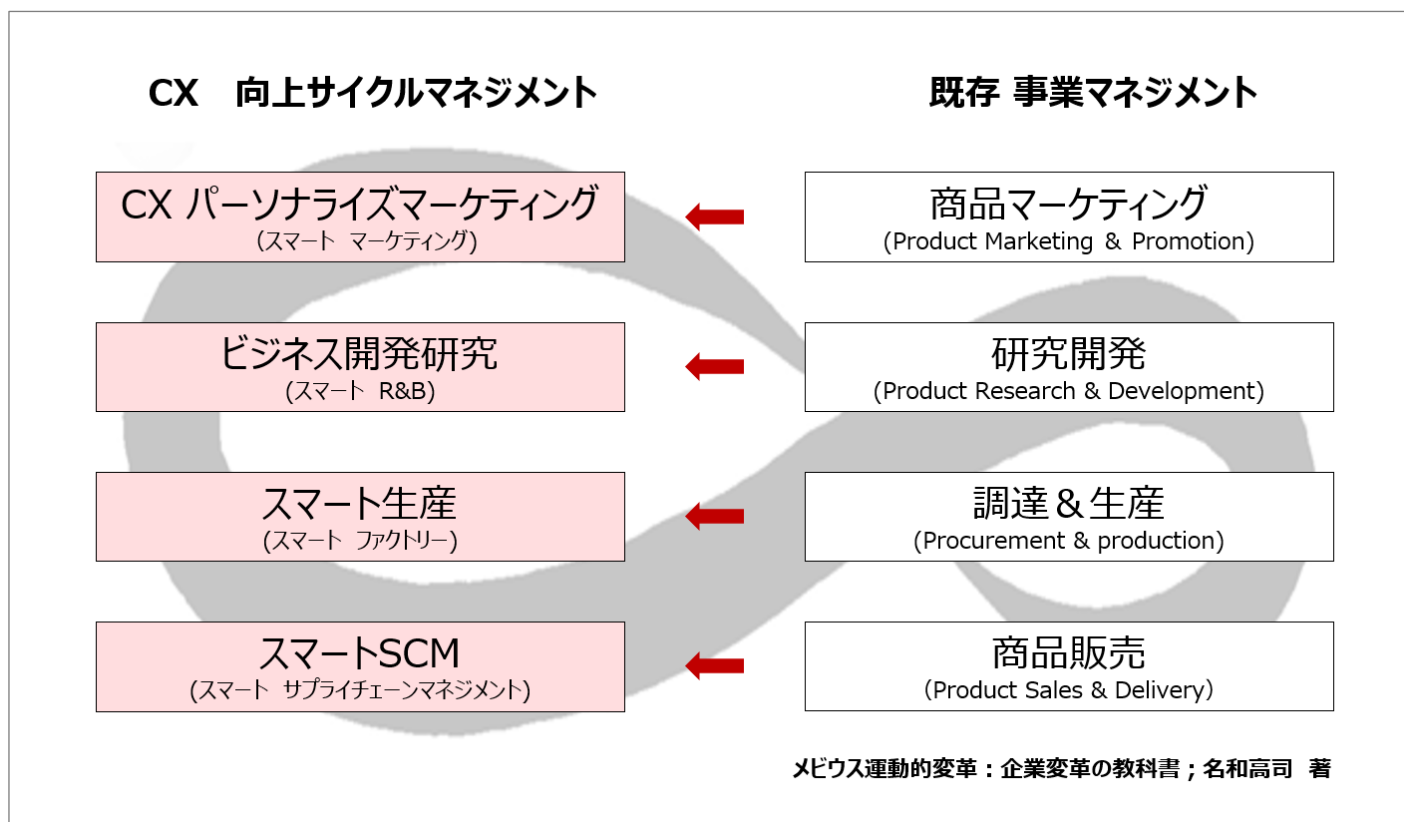 CX　向上サイクルマネジメント
既存 事業マネジメント
CX パーソナライズマーケティング
(スマート マーケティング)
商品マーケティング
(Product Marketing & Promotion)
ビジネス開発研究
(スマート R&B)
研究開発
(Product Research & Development)
スマート生産
(スマート ファクトリー)
調達＆生産
(Procurement & production)
スマートSCM
(スマート サプライチェーンマネジメント)
商品販売
(Product Sales & Delivery)
メビウス運動的変革：企業変革の教科書；名和高司 著